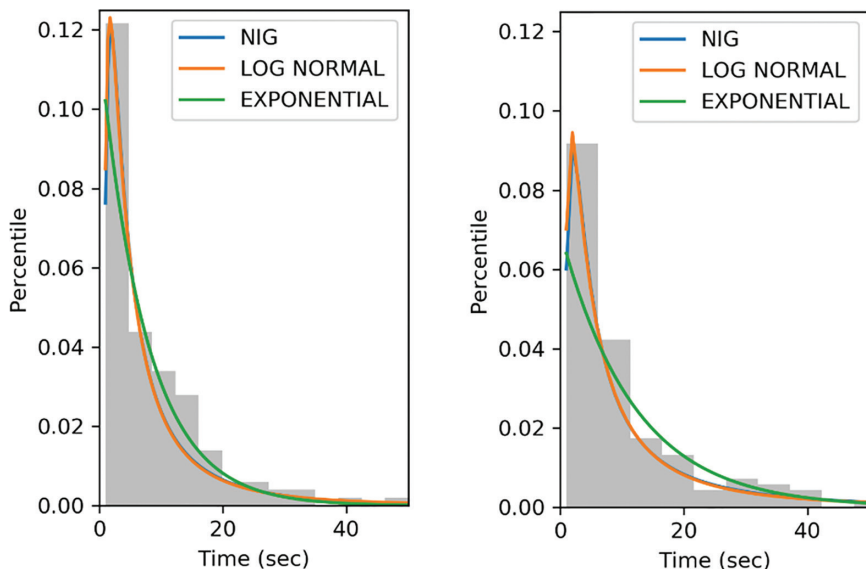 0.12
0.10
0.08
0.06
0.04
0.02
0.00
Percentile
NIG
LOG NORMAL
EXPONENTIAL
0
20
40
Time (sec)
0.12
0.10
0.08
0.06
0.04
0.02
0.00
Percentile
NIG
LOG NORMAL
EXPONENTIAL
0
20
40
Time (sec)